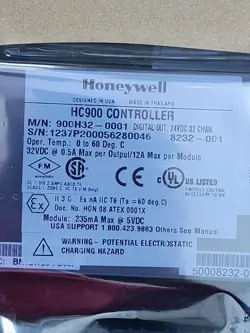 Honeywell
DESIGNED IN USA MADE IN THAILAND
HC900 CONTROLLER
M/N: 900H32-0001 DIGITAL OUT, 24VDC 32 CHAN.
S/N:1237P200056280046 8232-001
Temp Oper.: 0 to 60 Deg. C
32VDC @ 0.5A Max per Output/12A Max per Module
FM
APPROVED
CE
UL
US LISTED
II 3 G Ex nA IIC T6 (Ta = 60 deg.C)
Doc. No. HON 08 ATEX 0001X
Module: 235mA Max @ 5VDC
USA SUPPORT 1.800.423.9883 Others See Manual
WARNING - POTENTIAL ELECTROSTATIC
CHARGING HAZARD
50008232-0